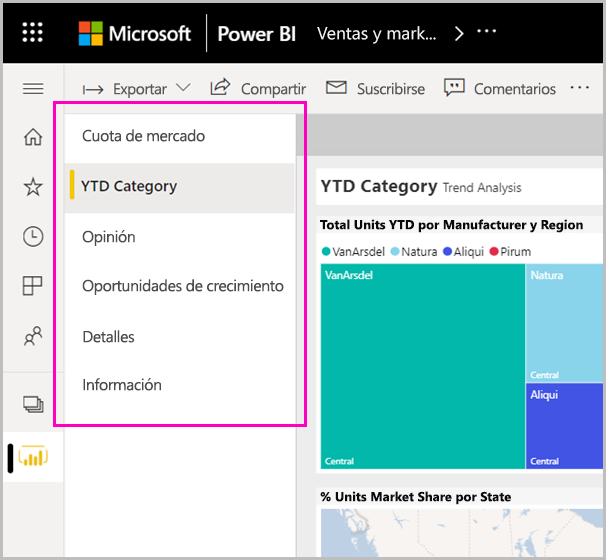 Microsoft Power BI Ventas y mark... ...
Exportar Compartir Suscribirse Comentarios ...
Cuota de mercado
YTD Category
Opinión
Oportunidades de crecimiento
Detalles
Información
YTD Category Trend Analysis
Total Units YTD por Manufacturer y Region
VanArsdel Natura Aliqui Pirum
VanArsdel
Natura
Central
Aliqui
Central
Central
% Units Market Share por State